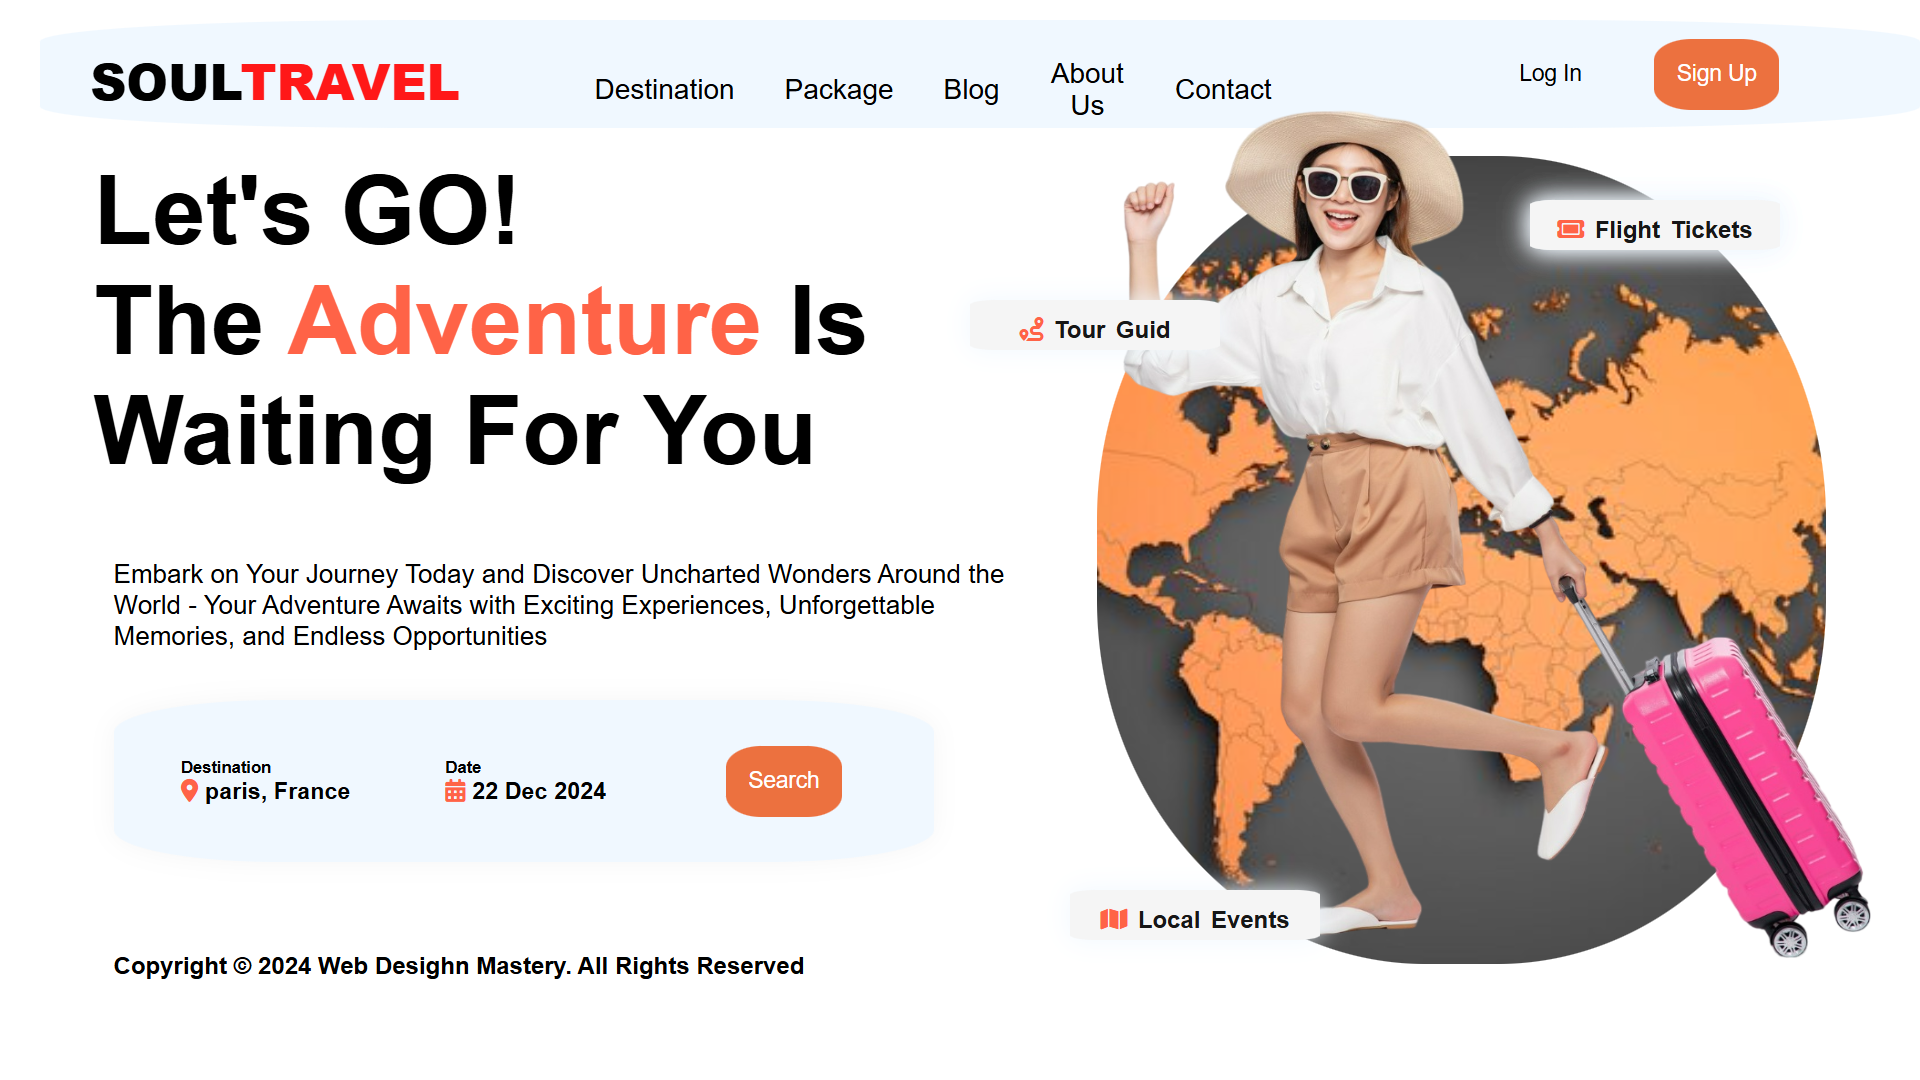 SOULTRAVEL
Destination
Package
Blog
About
Us
Contact
Log In
Sign Up
Let's GO!
The Adventure Is
Waiting For You
Flight Tickets
Tour Guid
Embark on Your Journey Today and Discover Uncharted Wonders Around the
World - Your Adventure Awaits with Exciting Experiences, Unforgettable
Memories, and Endless Opportunities
Destination
paris, France
Date
22 Dec 2024
Search
Local Events
Copyright © 2024 Web Desighn Mastery. All Rights Reserved